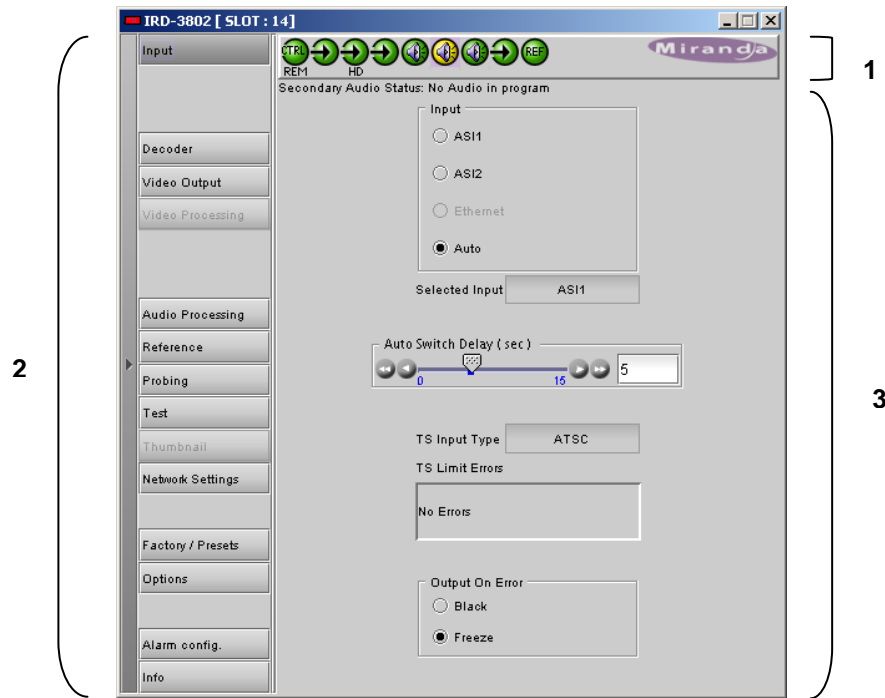 IRD-3802 [ SLOT : 14]
Input
CTRL
REF
Miranda
REM
HD
1
Secondary Audio Status: No Audio in program
Input
ASI1
Decoder
ASI2
Video Output
Video Processing
Ethernet
Auto
Selected Input
ASI1
Audio Processing
Reference
Auto Switch Delay ( sec )
2
Probing
0
15
5
3
Test
TS Input Type
ATSC
Thumbnail
TS Limit Errors
Network Settings
No Errors
Factory / Presets
Options
Output On Error
Black
Alarm config.
Freeze
Info